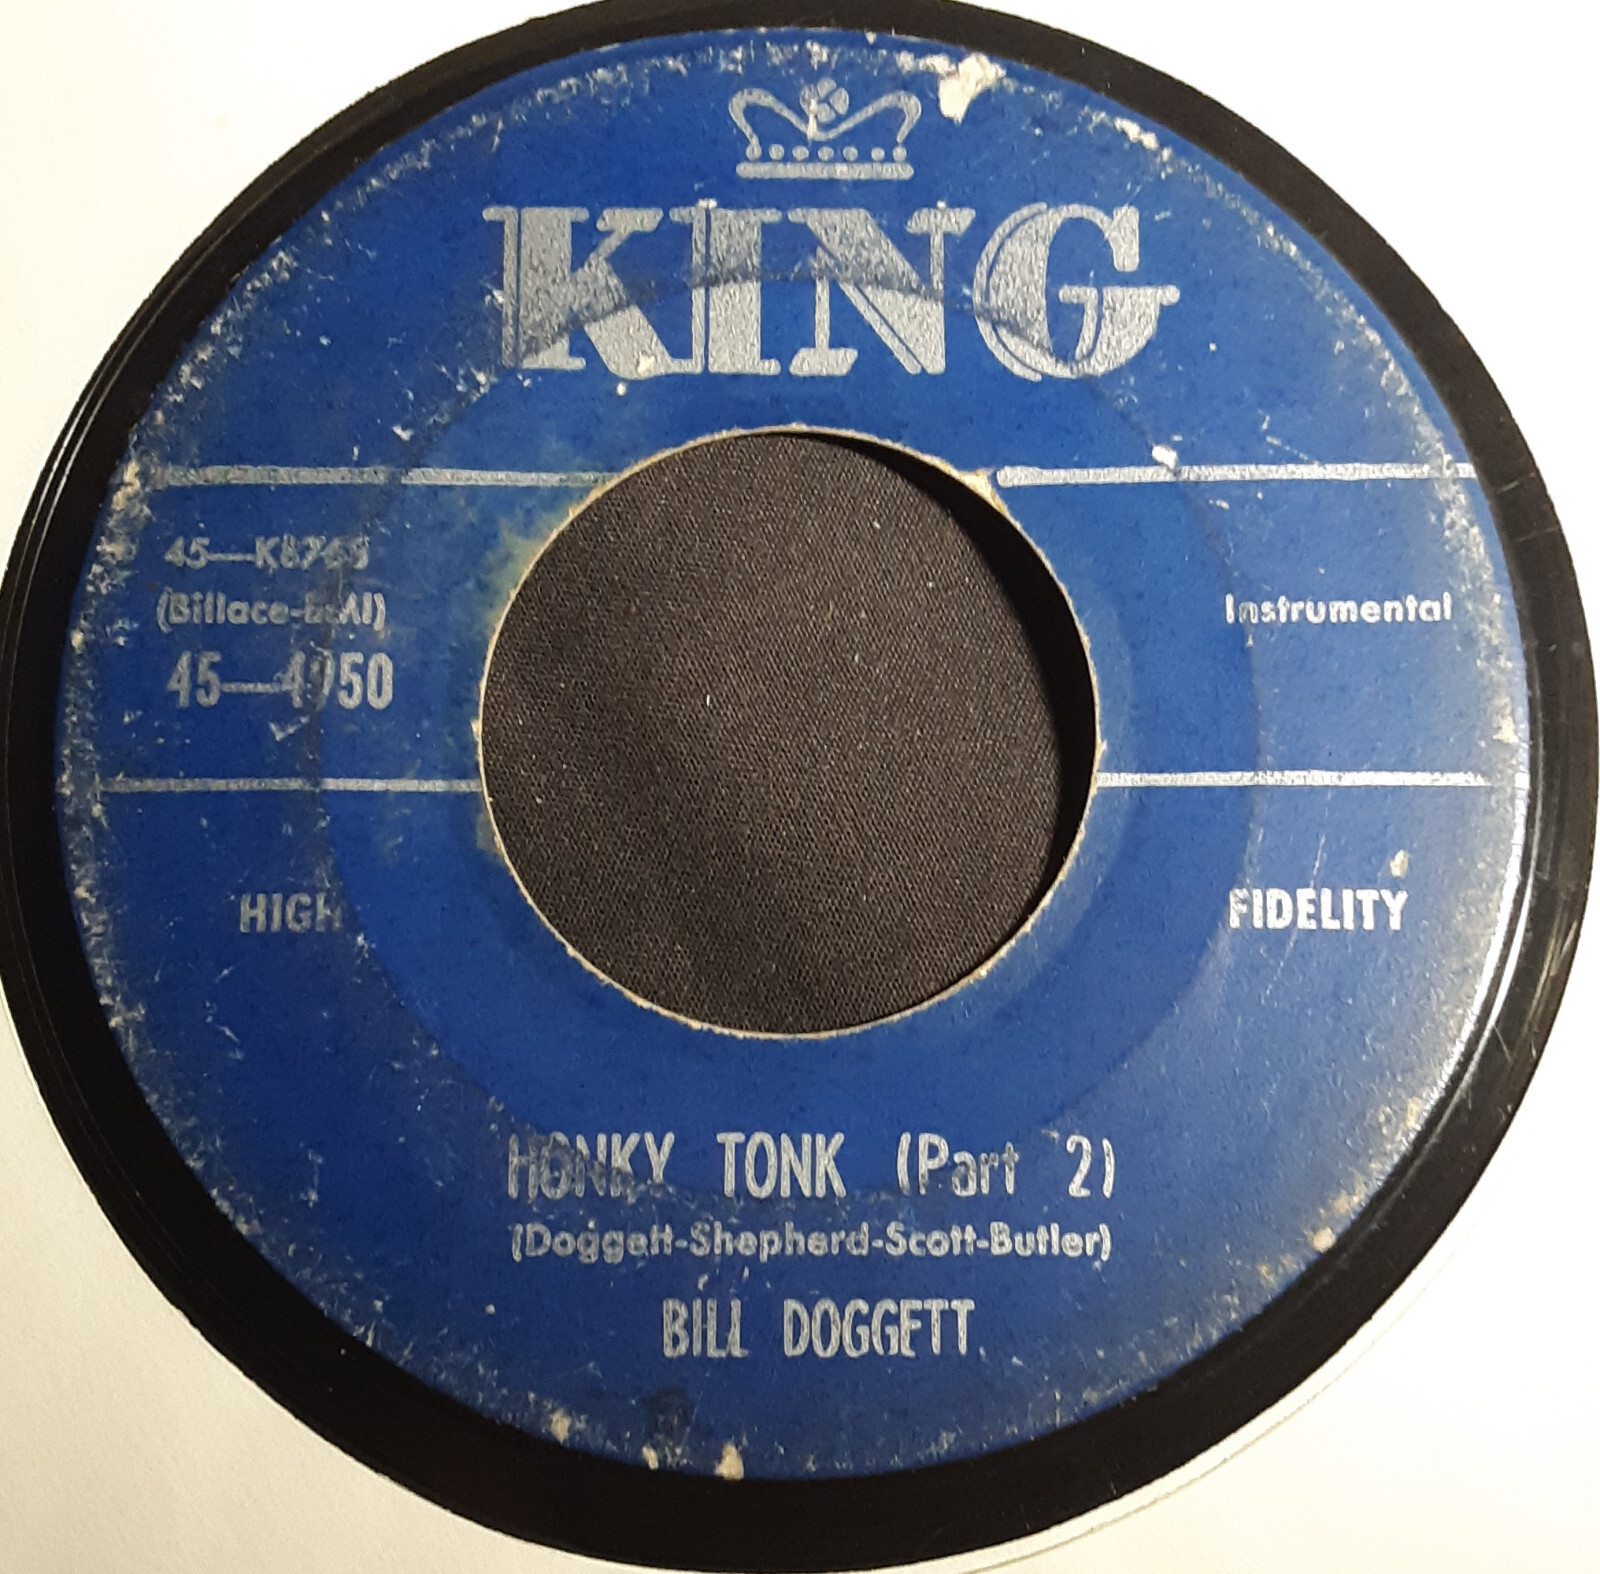 KING
45—K8765
(Billace-B.M.I)
45—4950
Instrumental
HIGH FIDELITY
HONKY TONK (Part 2)
(Doggett-Shepherd-Scott-Butler)
BILL DOGGETT